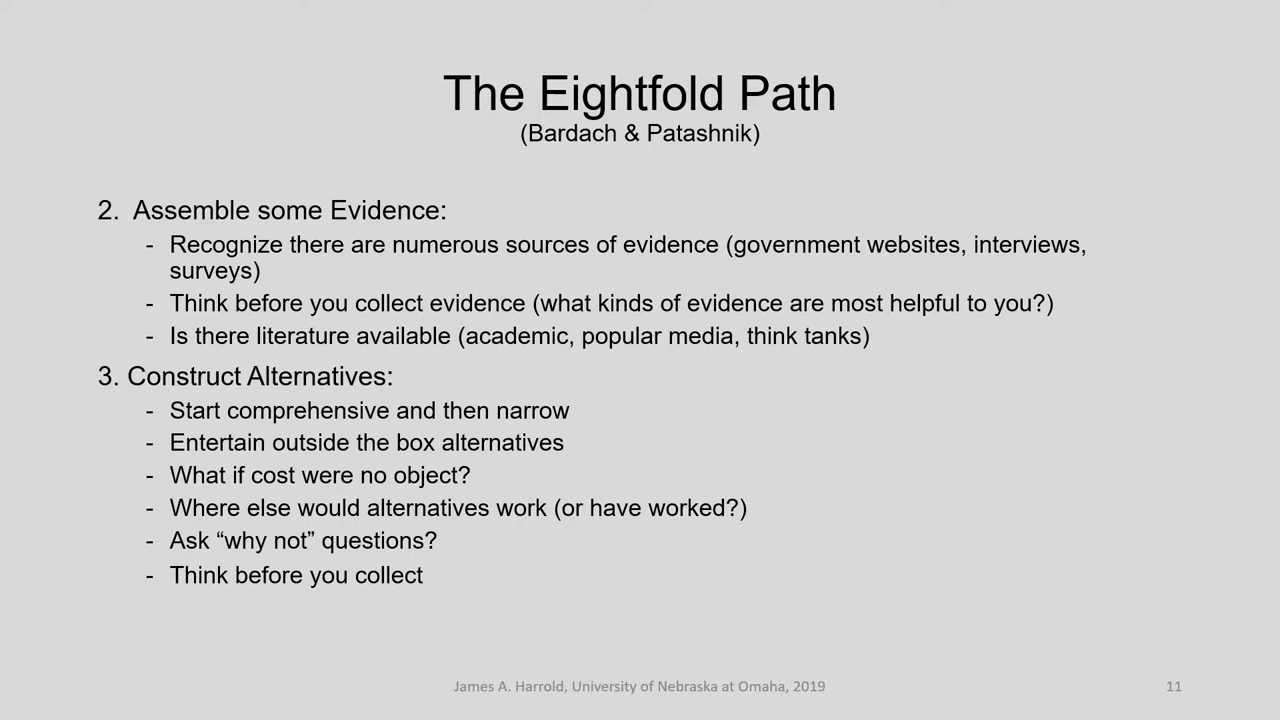 The Eightfold Path
(Bardach & Patashnik)
2. Assemble some Evidence:
- Recognize there are numerous sources of evidence (government websites, interviews,
surveys)
- Think before you collect evidence (what kinds of evidence are most helpful to you?)
- Is there literature available (academic, popular media, think tanks)
3. Construct Alternatives:
- Start comprehensive and then narrow
- Entertain outside the box alternatives
- What if cost were no object?
- Where else would alternatives work (or have worked?)
- Ask “why not” questions?
- Think before you collect
James A. Harrold, University of Nebraska at Omaha, 2019
11